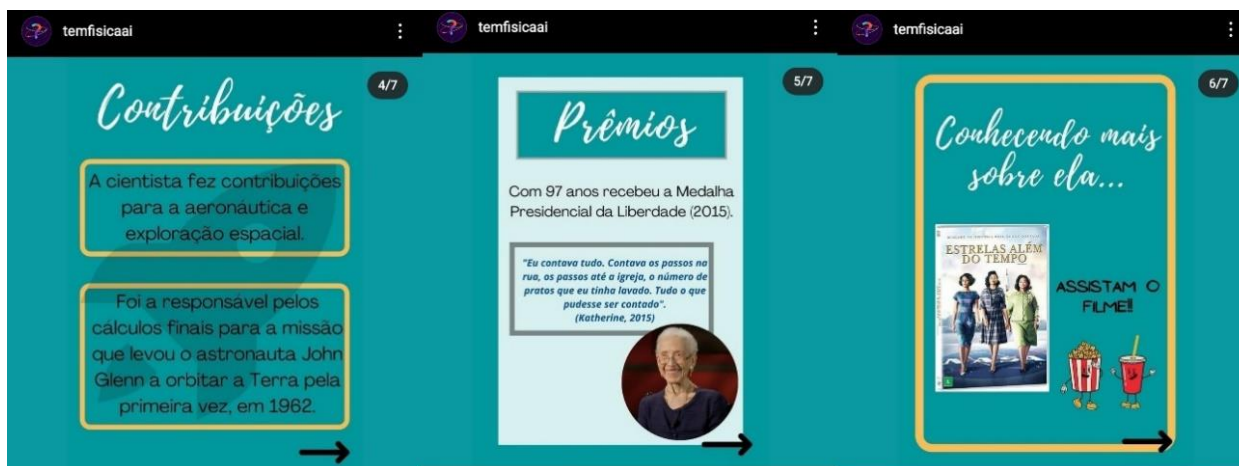 temfisicaai
4/7
Contribuições
A cientista fez contribuições
para a aeronáutica e
exploração espacial.
Foi a responsável pelos
cálculos finais para a missão
que levou o astronauta John
Glenn a orbitar a Terra pela
primeira vez, em 1962.
temfisicaai
5/7
Prêmios
Com 97 anos recebeu a Medalha
Presidencial da Liberdade (2015).
"Eu contava tudo. Contava os passos na
rua, os passos até a igreja, o número de
pratos que eu tinha lavado. Tudo o que
pudesse ser contado".
(Katherine, 2015)
temfisicaai
6/7
Conhecendo mais
sobre ela...
ESTRELAS ALÉM
DO TEMPO
ASSISTAM O
FILME!!